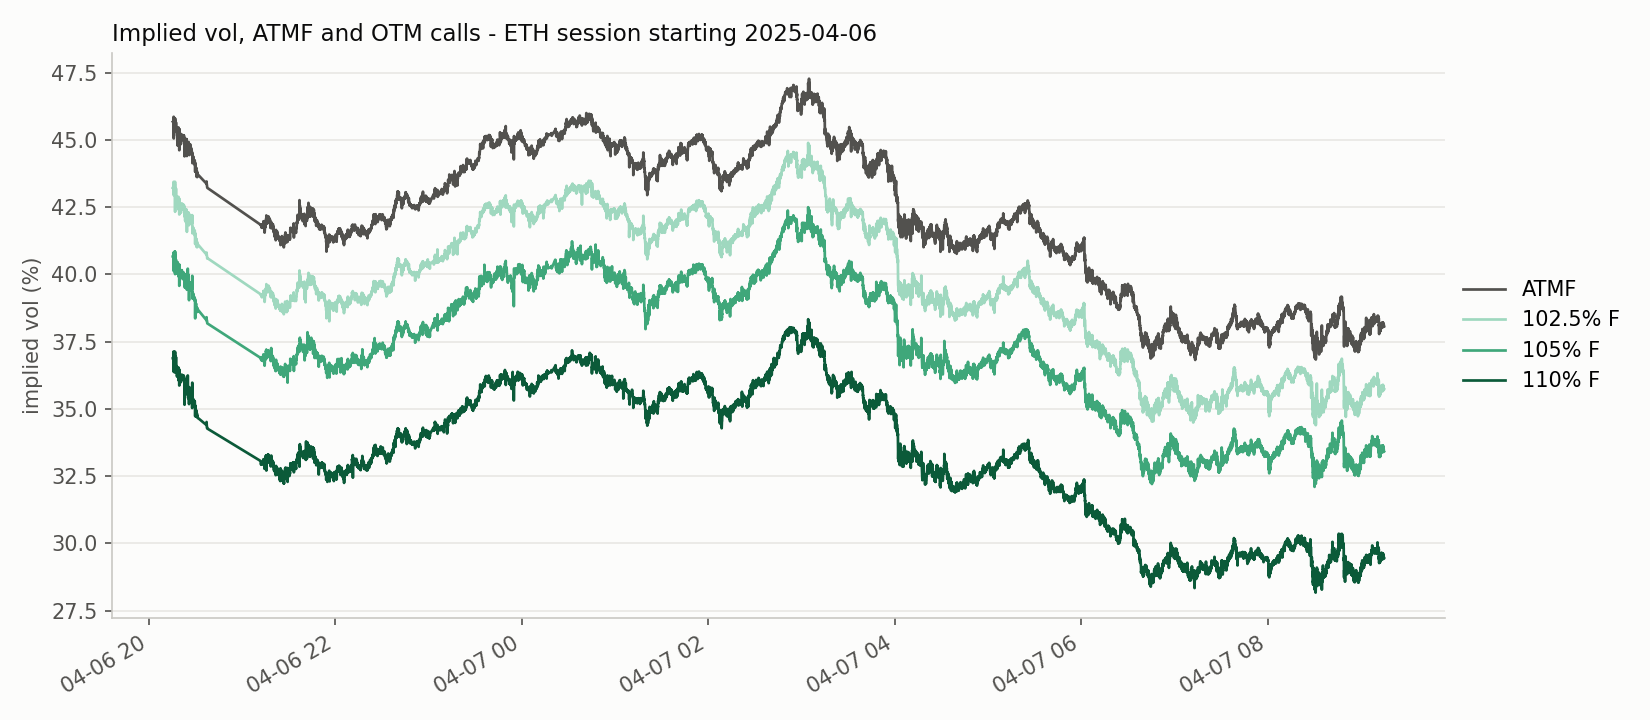 Implied vol, ATMF and OTM calls - ETH session starting 2025-04-06
47.5
45.0
42.5
40.0
37.5
35.0
32.5
30.0
27.5
implied vol (%)
04-06 20
04-06 22
04-07 00
04-07 02
04-07 04
04-07 06
04-07 08
ATMF
102.5% F
105% F
110% F